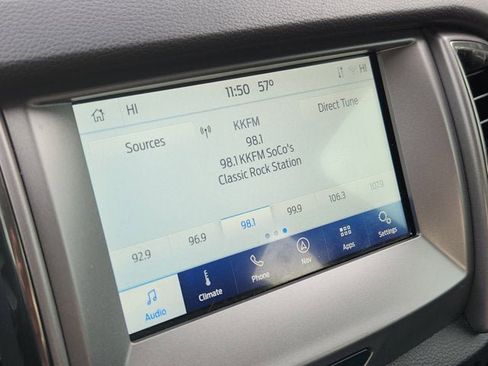 HI 11:50 57° HI
Sources
Direct Tune
KKFM
98.1
98.1 KKFM SoCo's
Classic Rock Station
92.9 96.9 98.1 99.9 106.3 107.9
Audio Climate Phone Nav Apps Settings